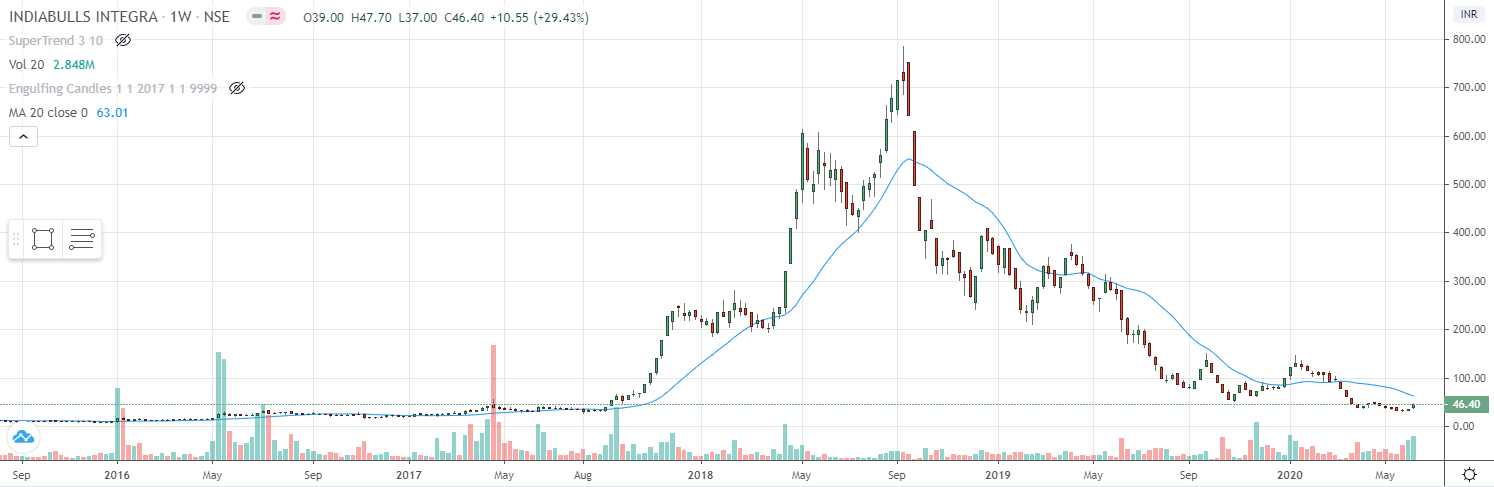 INDIABULLS INTEGRA · 1W · NSE O39.00 H47.70 L37.00 C46.40 +10.55 (+29.43%)
SuperTrend 3 10
Vol 20 2.848M
Engulfing Candles 1 1 2017 1 1 9999
MA 20 close 0 63.01
INR
800.00
700.00
600.00
500.00
400.00
300.00
200.00
100.00
46.40
0.00
Sep 2016 May Sep 2017 May Aug 2018 May Sep 2019 May Sep 2020 May